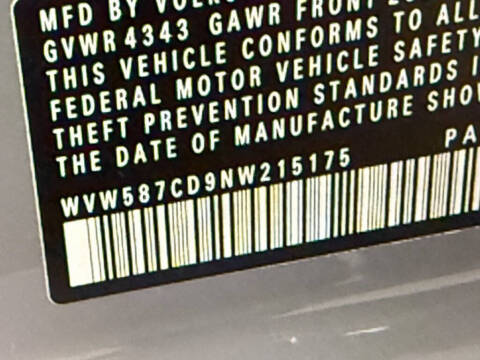 MFD BY
GVWR 4343 GAWR FRONT
THIS VEHICLE CONFORMS TO ALL
FEDERAL MOTOR VEHICLE SAFETY
THEFT PREVENTION STANDARDS
THE DATE OF MANUFACTURE
PA
WVW587CD9NW215175